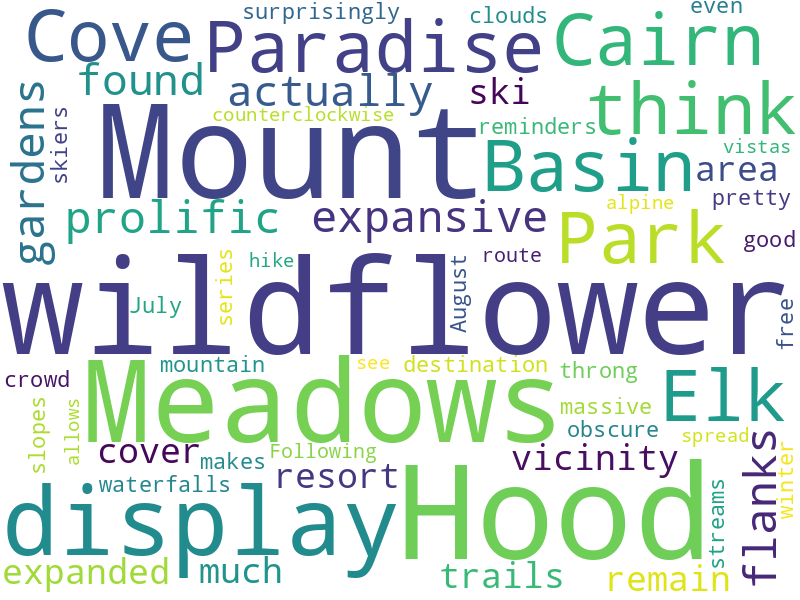 surprisingly
clouds
even
Cove
Paradise
Cairn
found
actually
ski
think
gardens
skiers
counterclockwise
reminders
vistas
Mount
Basin
area
pretty
alpine
prolific
expansive
Park
good
wildflower
hike
route
series
August
July
free
mountain
see
destination
throng
crowd
Meadows
Elk
massive
slopes
allows
obscure
spread
cover
makes
Following
vicinity
resort
waterfalls
flanks
winter
streams
display
Hood
expanded
much
trails
remain